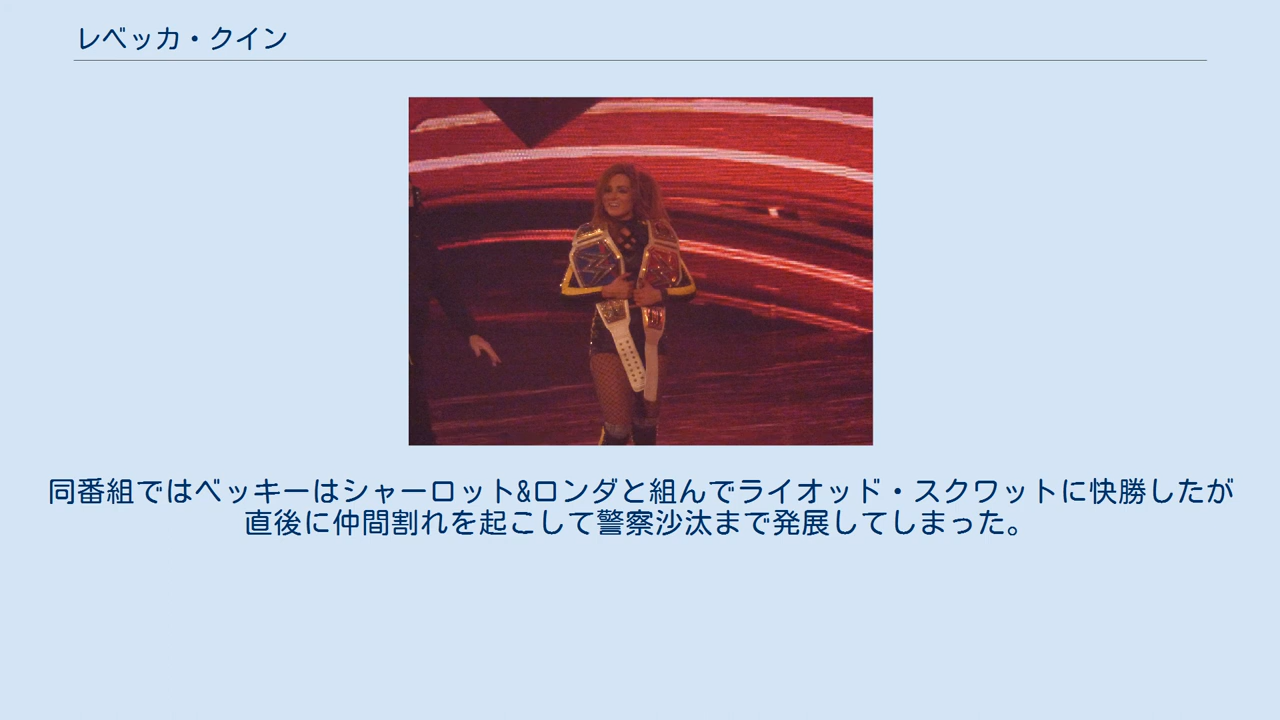 レベッカ・クイン
同番組ではベッキーはシャーロット&ロンダと組んでライオッド・スクワットに快勝したが
直後に仲間割れを起こして警察沙汰まで発展してしまった。